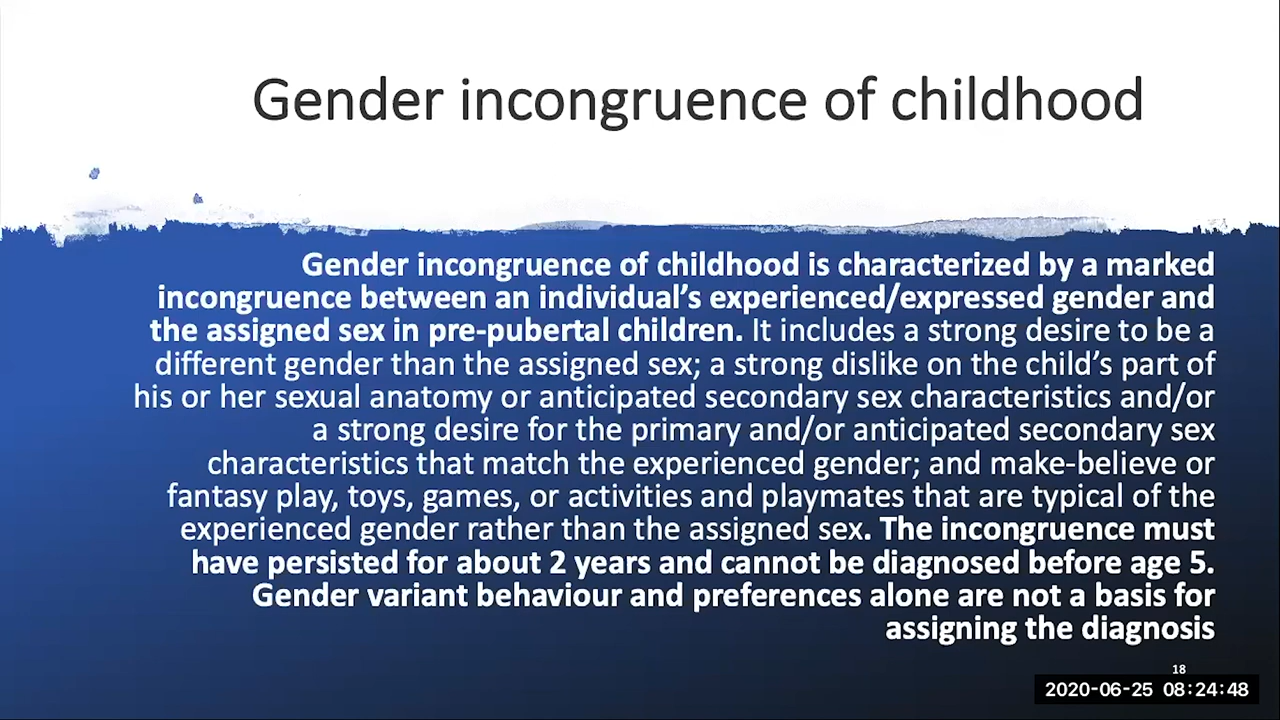 Gender incongruence of childhood
Gender incongruence of childhood is characterized by a marked
incongruence between an individual’s experienced/expressed gender and
the assigned sex in pre-pubertal children. It includes a strong desire to be a
different gender than the assigned sex; a strong dislike on the child’s part of
his or her sexual anatomy or anticipated secondary sex characteristics and/or
a strong desire for the primary and/or anticipated secondary sex
characteristics that match the experienced gender; and make-believe or
fantasy play, toys, games, or activities and playmates that are typical of the
experienced gender rather than the assigned sex. The incongruence must
have persisted for about 2 years and cannot be diagnosed before age 5.
Gender variant behaviour and preferences alone are not a basis for
assigning the diagnosis
18
2020-06-25 08:24:48